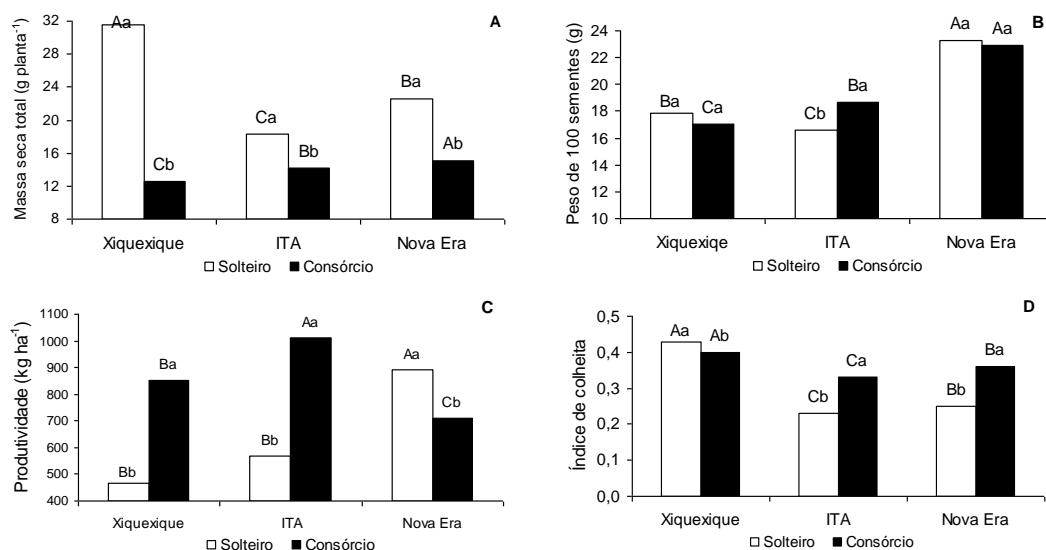 A
Massa seca total (g planta⁻¹)
32
28
24
20
16
12
8
Aa
Cb
Ca
Bb
Ba
Ab
Xiquexique ITA Nova Era
Solteiro Consórcio
B
Peso de 100 sementes (g)
24
22
20
18
16
14
12
10
Ba
Ca
Cb
Ba
Aa
Aa
Xiquexiqe ITA Nova Era
Solteiro Consórcio
C
Produtividade (kg ha⁻¹)
1100
1000
900
800
700
600
500
400
Bb
Ba
Bb
Aa
Aa
Cb
Xiquexique ITA Nova Era
Solteiro Consórcio
D
Índice de colheita
0,5
0,4
0,3
0,2
0,1
0,0
Aa
Ab
Cb
Ca
Bb
Ba
Xiquexique ITA Nova Era
Solteiro Consórcio